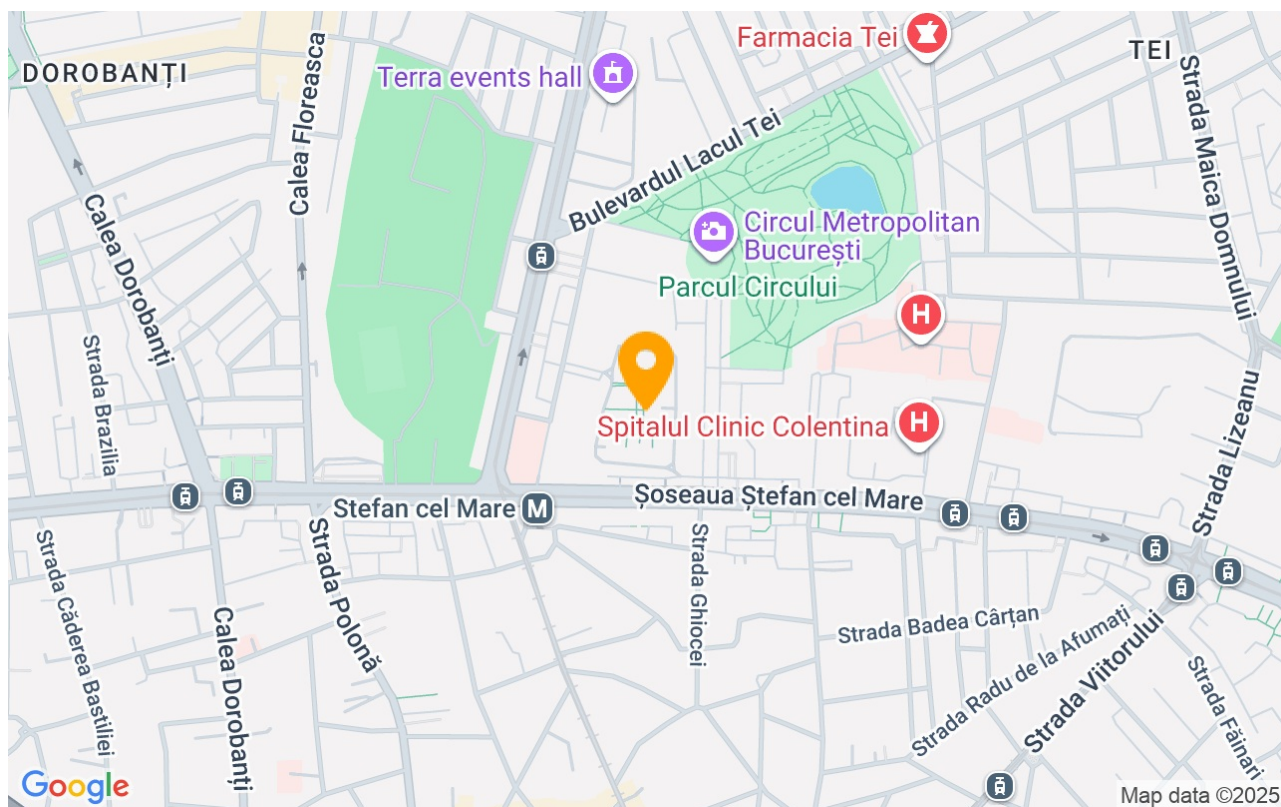 Farmacia Tei
TEI
DOROBANȚI
Terra events hall
Calea Floreasca
Strada Maica Domnului
Bulevardul Lacul Tei
Calea Dorobanți
Circul Metropolitan
București
Parcul Circului
H
Strada Brazilia
Spitalul Clinic Colentina
H
Strada Lizeanu
Șoseaua Ștefan cel Mare
Stefan cel Mare M
Strada Polonă
Strada Ghiocei
Strada Căderea Bastiliei
Calea Dorobanți
Strada Badea Cârțan
Strada Radu de la Afumați
Strada Viitorului
Strada Făinari
Google
Map data ©2025